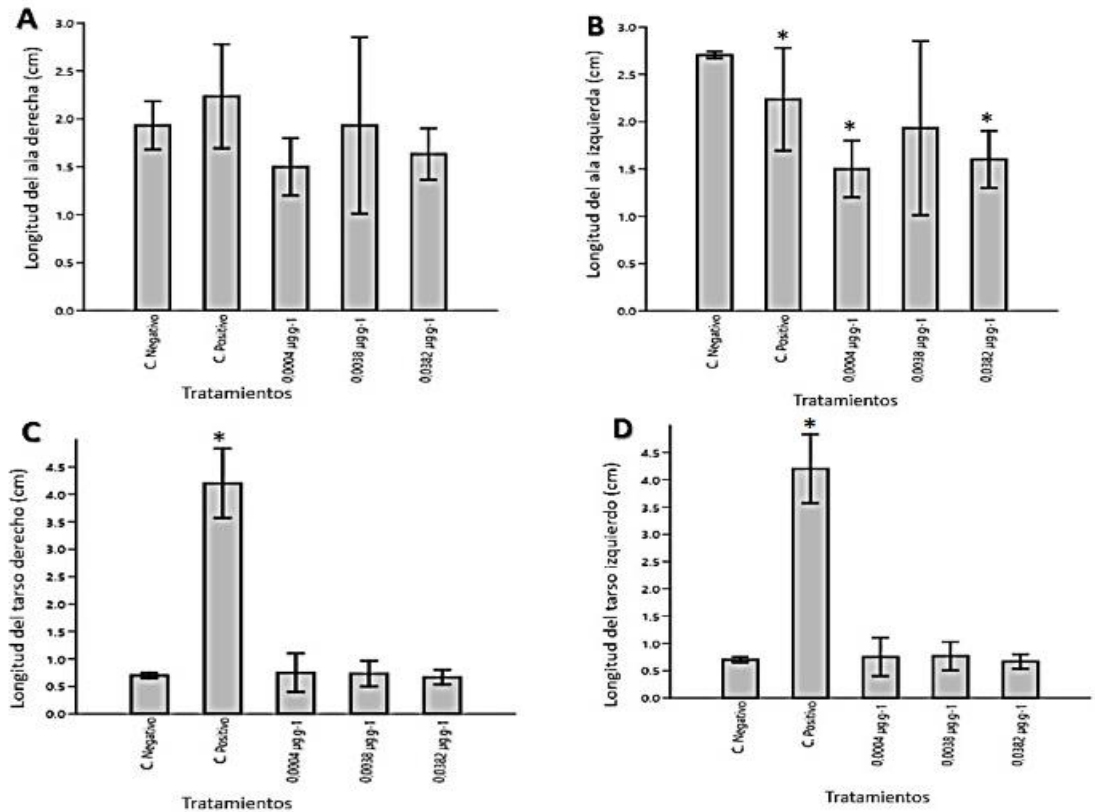 A
Longitud del ala derecha (cm)
3.0
2.5
2.0
1.5
1.0
0.5
0.0
C. Negativo
C. Positivo
0,0004 µg.g-1
0,0038 µg.g-1
0,0382 µg.g-1
Tratamientos
B
Longitud del ala izquierda (cm)
3.0
2.5
2.0
1.5
1.0
0.5
0.0
*
*
*
C. Negativo
C. Positivo
0,0004 µg.g-1
0,0038 µg.g-1
0,0382 µg.g-1
Tratamientos
C
Longitud del tarso derecho (cm)
4.5
4.0
3.5
3.0
2.5
2.0
1.5
1.0
0.5
0.0
*
C. Negativo
C. Positivo
0,0004 µg.g-1
0,0038 µg.g-1
0,0382 µg.g-1
Tratamientos
D
Longitud del tarso izquierdo (cm)
4.5
4.0
3.5
3.0
2.5
2.0
1.5
1.0
0.5
0.0
*
C. Negativo
C. Positivo
0,0004 µg.g-1
0,0038 µg.g-1
0,0382 µg.g-1
Tratamientos